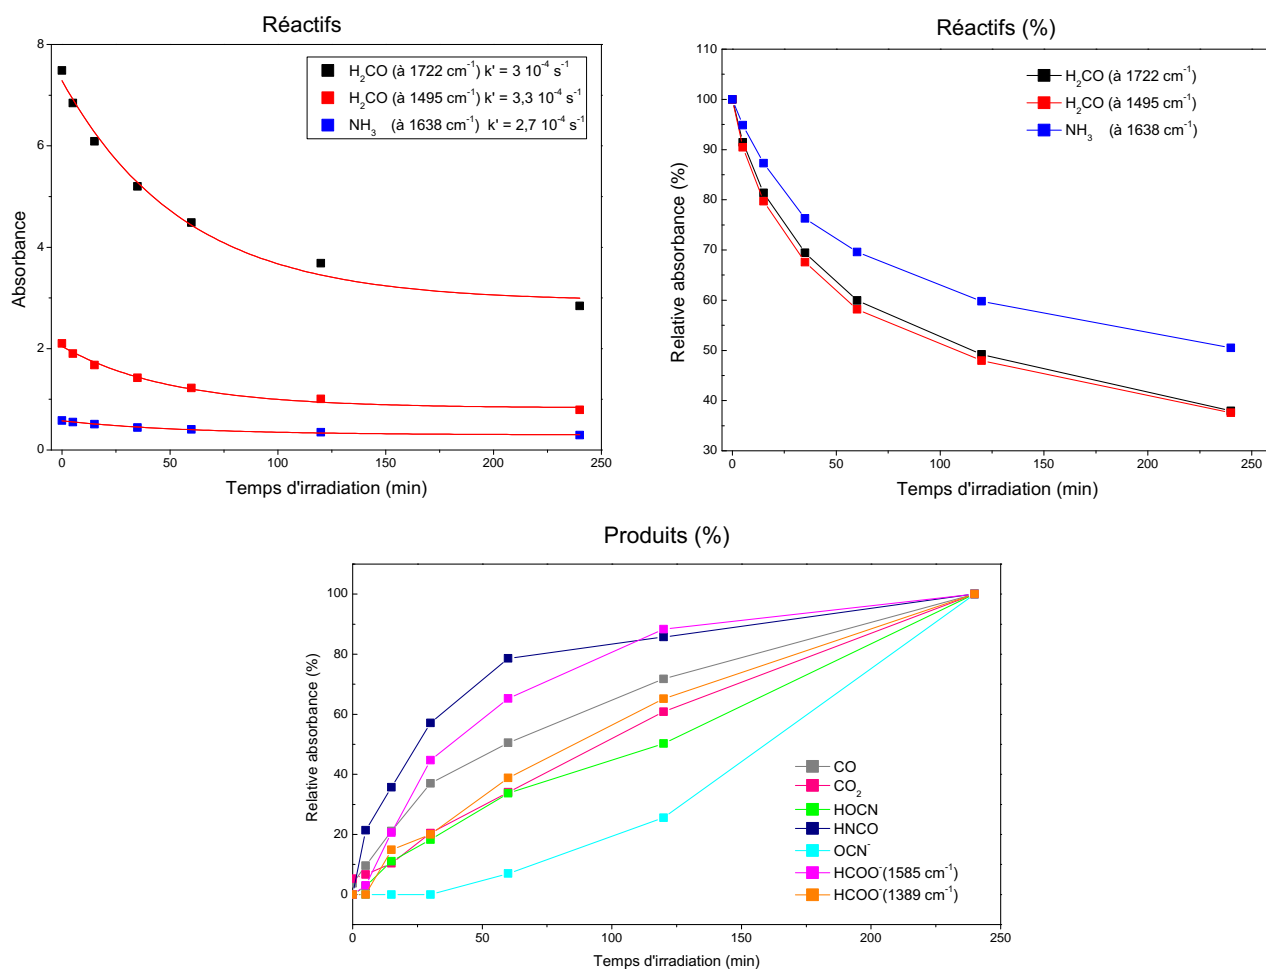 Réactifs
8
6
4
2
0
Absorbance
H₂CO (à 1722 cm⁻¹) k' = 3 10⁻⁴ s⁻¹
H₂CO (à 1495 cm⁻¹) k' = 3,3 10⁻⁴ s⁻¹
NH₃ (à 1638 cm⁻¹) k' = 2,7 10⁻⁴ s⁻¹
0 50 100 150 200 250
Temps d'irradiation (min)
Réactifs (%)
110
100
90
80
70
60
50
40
30
Relative absorbance (%)
H₂CO (à 1722 cm⁻¹)
H₂CO (à 1495 cm⁻¹)
NH₃ (à 1638 cm⁻¹)
0 50 100 150 200 250
Temps d'irradiation (min)
Produits (%)
100
80
60
40
20
0
Relative absorbance (%)
CO
CO₂
HOCN
HNCO
OCN⁻
HCOO⁻(1585 cm⁻¹)
HCOO⁻(1389 cm⁻¹)
0 50 100 150 200 250
Temps d'irradiation (min)